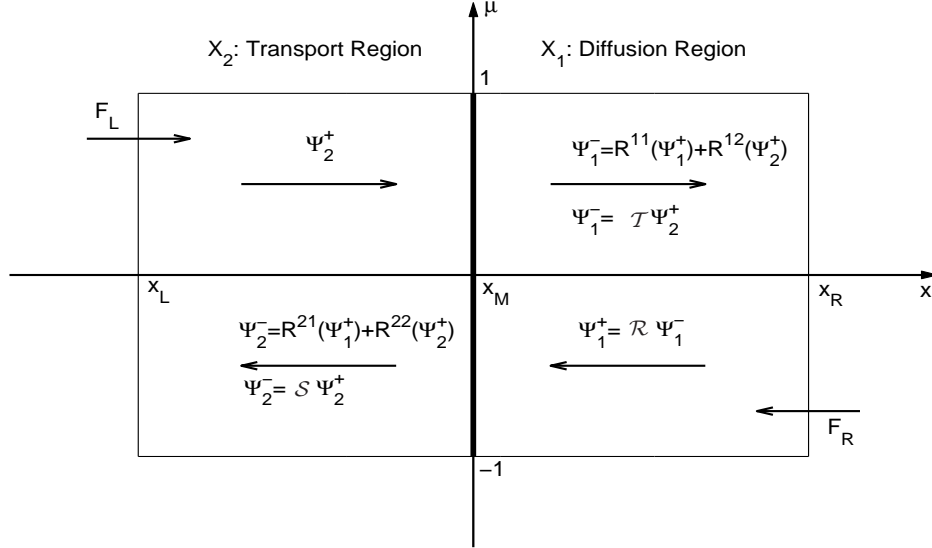 μ
X₂: Transport Region
X₁: Diffusion Region
1
F_L
Ψ₂⁺
Ψ₁⁻=R¹¹(Ψ₁⁺)+R¹²(Ψ₂⁺)
Ψ₁⁻= 𝒯 Ψ₂⁺
x_L
x_M
x_R
x
Ψ₂⁻=R²¹(Ψ₁⁺)+R²²(Ψ₂⁺)
Ψ₁⁺= ℛ Ψ₁⁻
Ψ₂⁻= 𝒮 Ψ₂⁺
F_R
−1